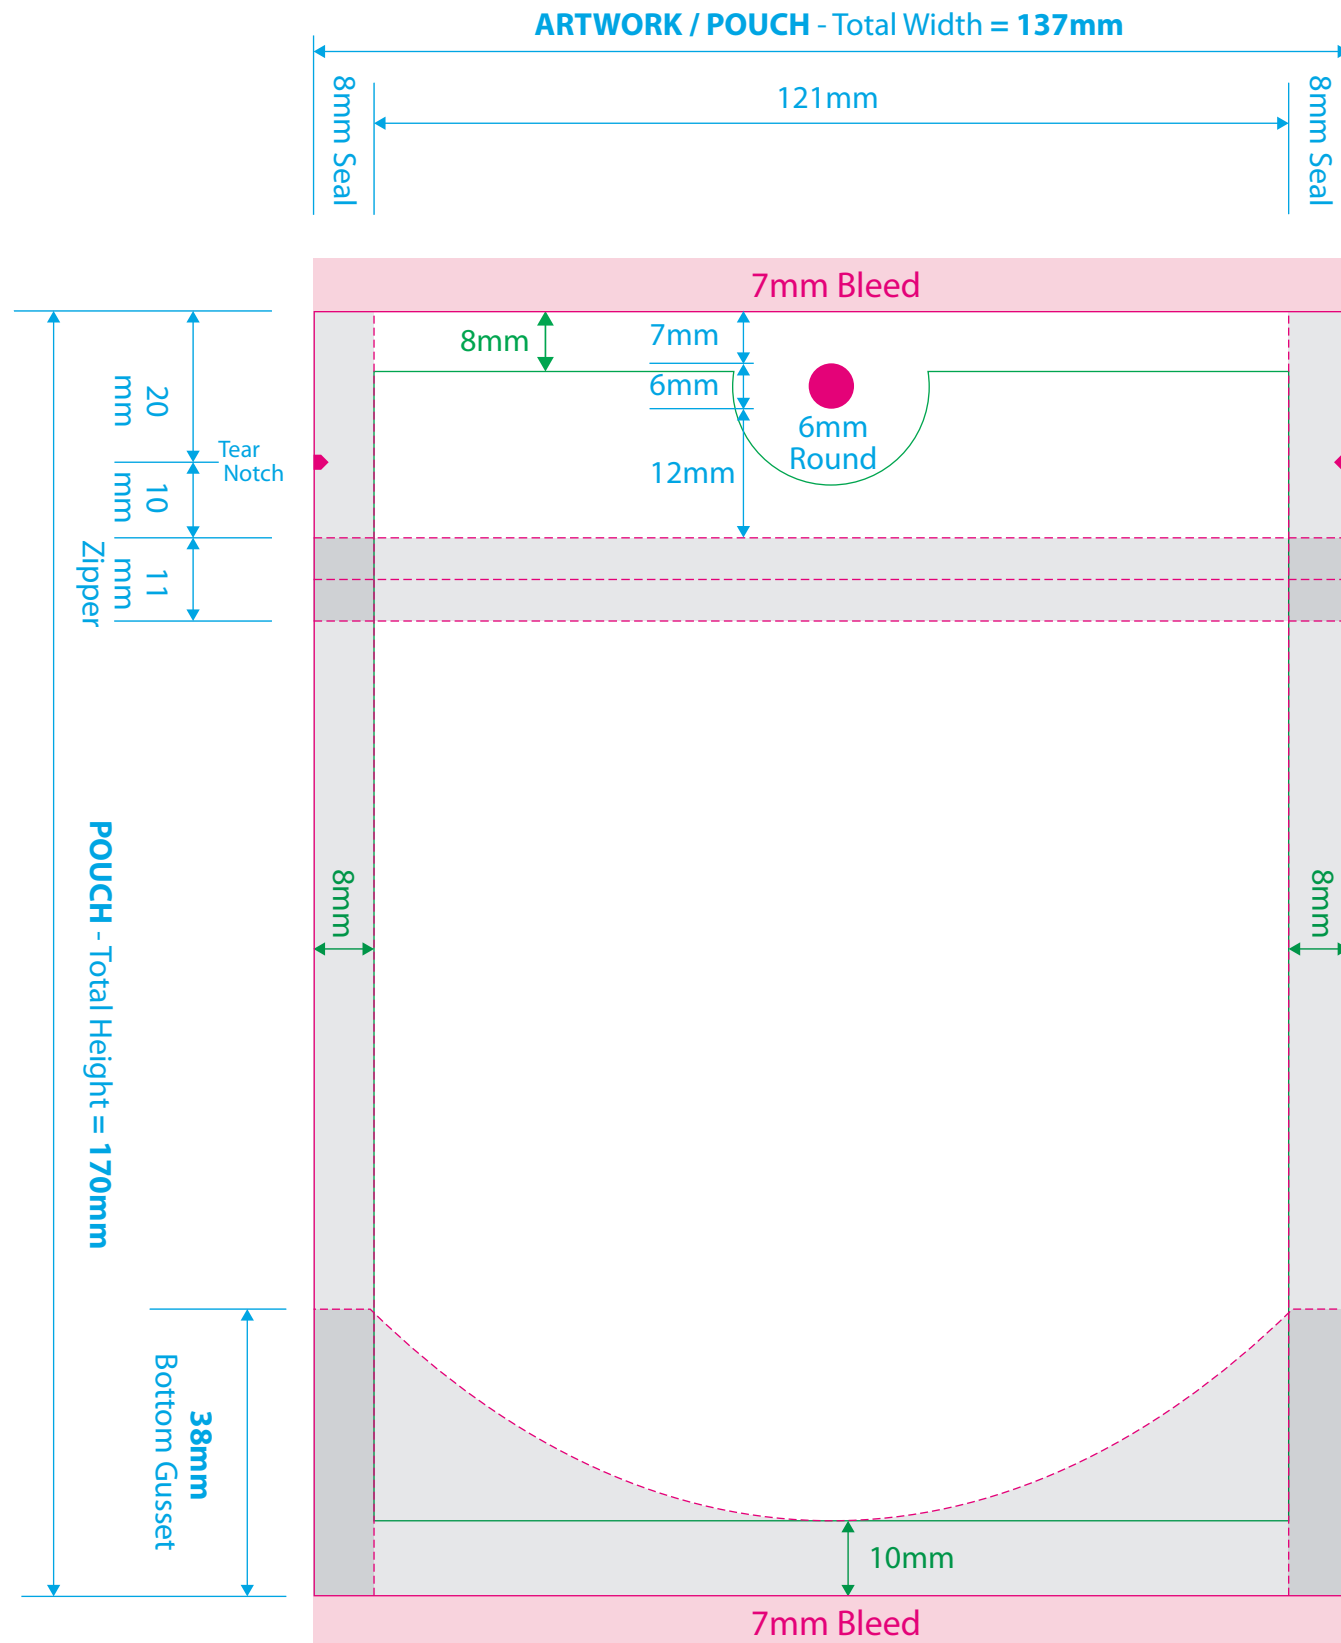 ARTWORK / POUCH - Total Width = 137mm
8mm Seal
121mm
8mm Seal
7mm Bleed
8mm
7mm
6mm
6mm
Round
12mm
20
mm
Tear
Notch
10
mm
11
mm
Zipper
8mm
8mm
POUCH - Total Height = 170mm
38mm
Bottom Gusset
10mm
7mm Bleed